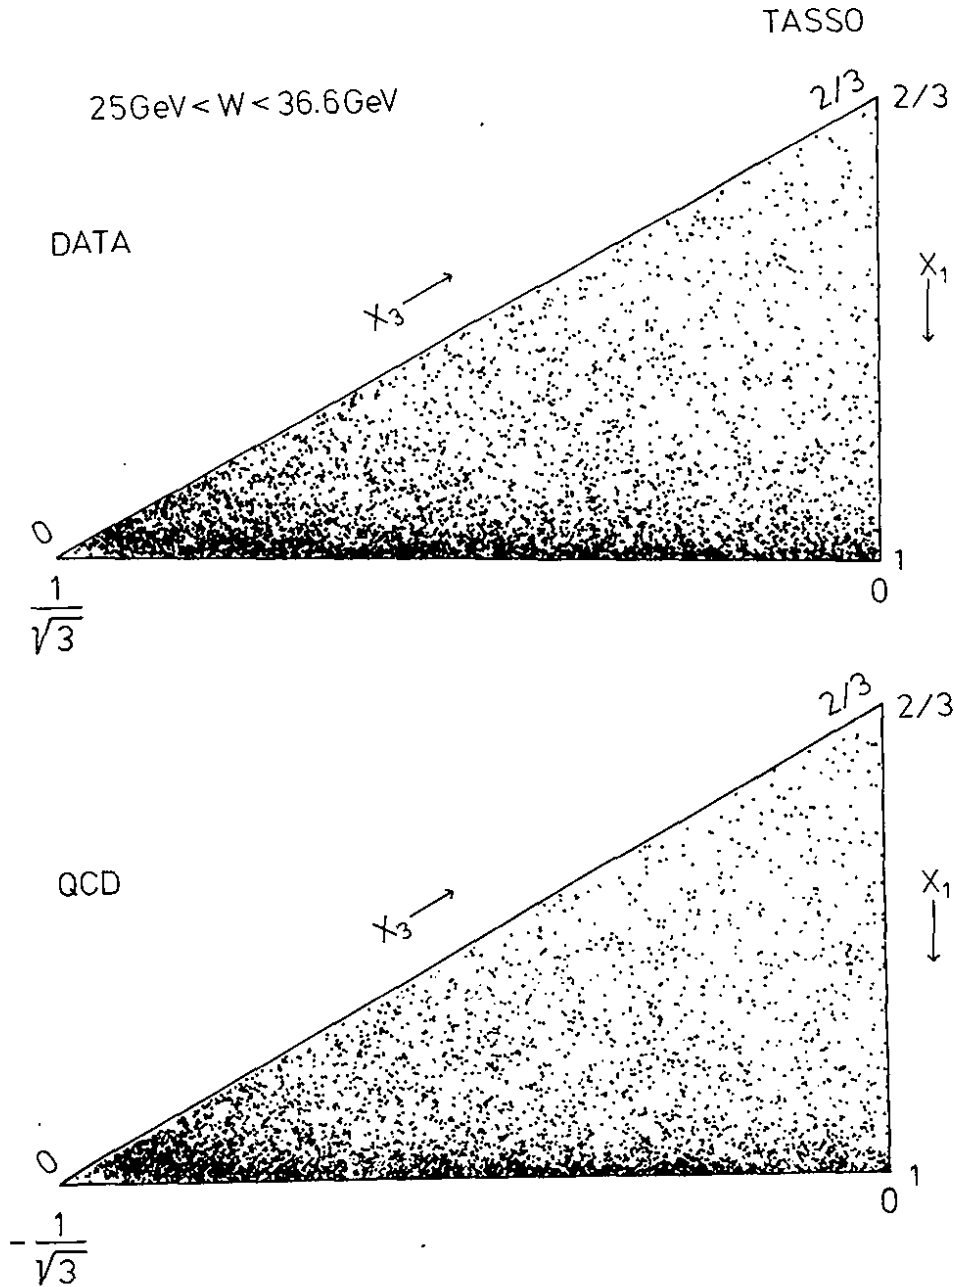 TASSO
25GeV < W < 36.6GeV
2/3
2/3
DATA
X₃
X₁
0
1
1/√3
0
2/3
2/3
QCD
X₃
X₁
0
1
-1/√3
0